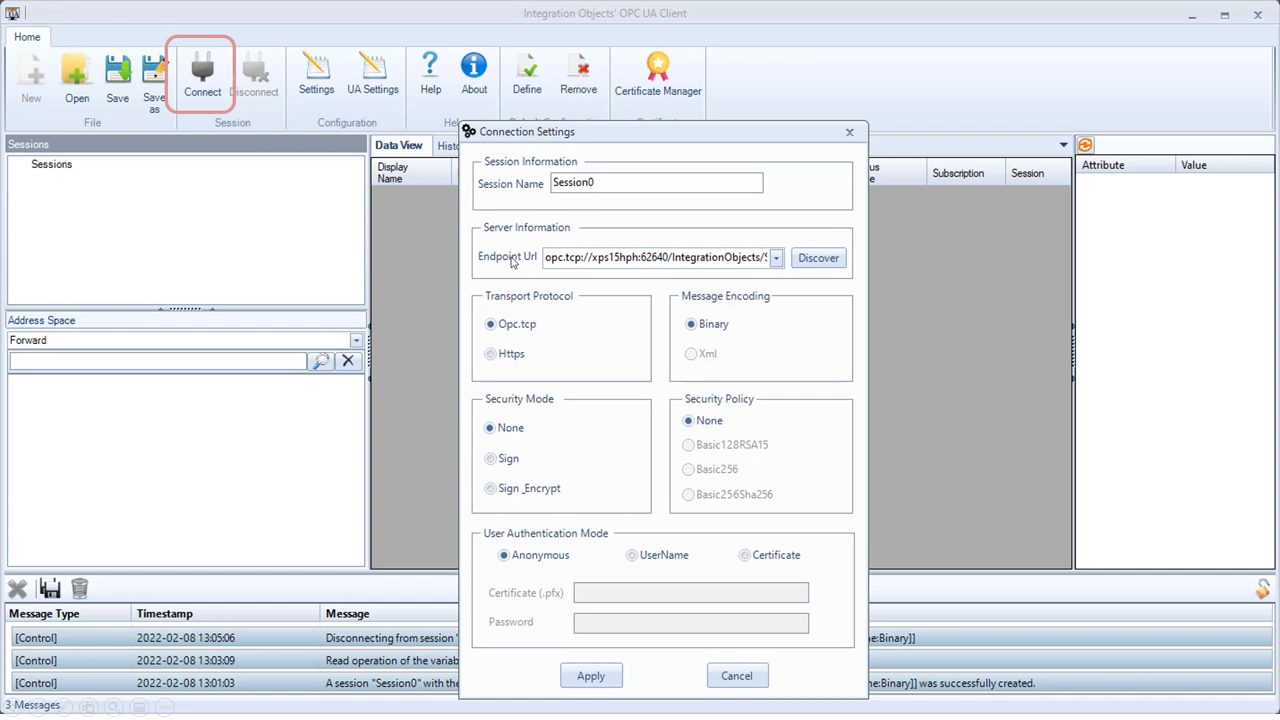 UA
Integration Objects' OPC UA Client
Home
New
Open
Save
Save as
Connect
Disconnect
Settings
UA Settings
Help
About
Define
Remove
Certificate Manager
File
Session
Configuration
Sessions
Sessions
Address Space
Forward
Data View
Display Name
Subscription
Session
Attribute
Value
Connection Settings
Session Information
Session Name
Session0
Server Information
Endpoint Url
opc.tcp://xps15hph:62640/IntegrationObjects/
Discover
Transport Protocol
Opc.tcp
Https
Message Encoding
Binary
Xml
Security Mode
None
Sign
Sign _Encrypt
Security Policy
None
Basic128RSA15
Basic256
Basic256Sha256
User Authentication Mode
Anonymous
UserName
Certificate
Certificate (.pfx)
Password
Apply
Cancel
Message Type
Timestamp
Message
[Control]
2022-02-08 13:05:06
Disconnecting from session
:Binary]]
[Control]
2022-02-08 13:03:09
Read operation of the
[Control]
2022-02-08 13:01:03
A session "Session0" with the
:Binary]] was successfully created.
3 Messages